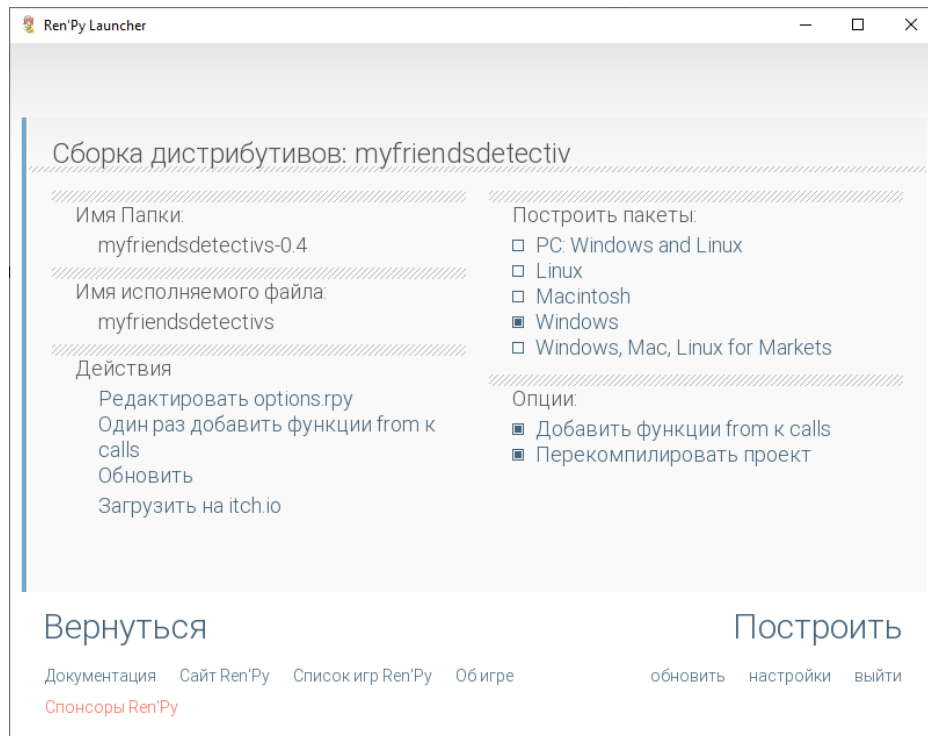 Ren'Py Launcher
Сборка дистрибутивов: myfriendsdetectiv
Имя Папки:
myfriendsdetectivs-0.4
Имя исполняемого файла:
myfriendsdetectivs
Действия
Редактировать options.rpy
Один раз добавить функции from к
calls
Обновить
Загрузить на itch.io
Построить пакеты:
PC: Windows and Linux
Linux
Macintosh
Windows
Windows, Mac, Linux for Markets
Опции:
Добавить функции from к calls
Перекомпилировать проект
Вернуться
Построить
Документация Сайт Ren'Py Список игр Ren'Py Об игре обновить настройки выйти
Спонсоры Ren'Py